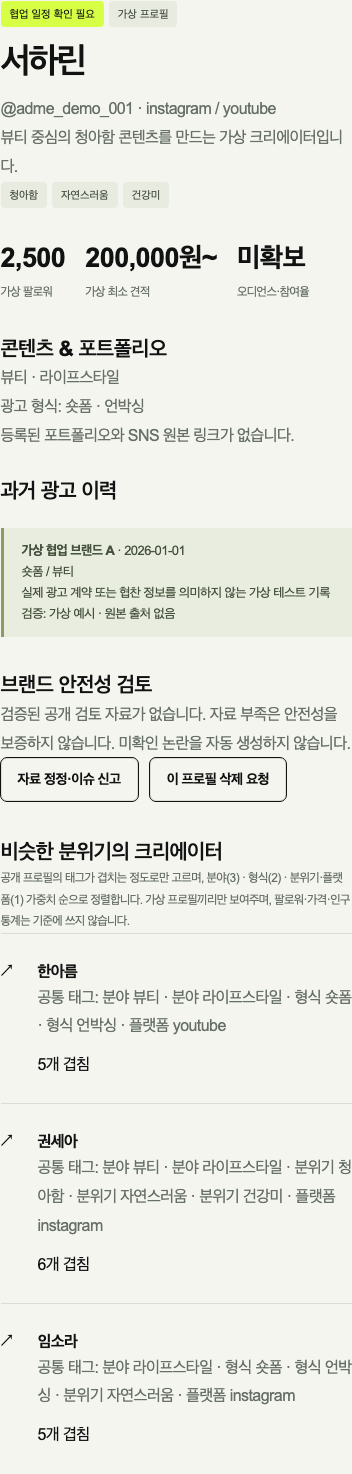 협업 일정 확인 필요 가상 프로필
서하린
@adme_demo_001 · instagram / youtube
뷰티 중심의 청아함 콘텐츠를 만드는 가상 크리에이터입니
다.
청아함 자연스러움 건강미
2,500 200,000원~ 미확보
가상 팔로워 가상 최소 견적 오디언스·참여율
콘텐츠 & 포트폴리오
뷰티 · 라이프스타일
광고 형식: 숏폼 · 언박싱
등록된 포트폴리오와 SNS 원본 링크가 없습니다.
과거 광고 이력
가상 협업 브랜드 A · 2026-01-01
숏폼 / 뷰티
실제 광고 계약 또는 협찬 정보를 의미하지 않는 가상 테스트 기록
검증: 가상 예시 · 원본 출처 없음
브랜드 안전성 검토
검증된 공개 검토 자료가 없습니다. 자료 부족은 안전성을
보증하지 않습니다. 미확인 논란을 자동 생성하지 않습니다.
자료 정정·이슈 신고 이 프로필 삭제 요청
비슷한 분위기의 크리에이터
공개 프로필의 태그가 겹치는 정도로만 고르며, 분야(3) · 형식(2) · 분위기·플랫
폼(1) 가중치 순으로 정렬합니다. 가상 프로필끼리만 보여주며, 팔로워·가격·인구
통계는 기준에 쓰지 않습니다.
↗ 한아름
공통 태그: 분야 뷰티 · 분야 라이프스타일 · 형식 숏폼
· 형식 언박싱 · 플랫폼 youtube
5개 겹침
↗ 권세아
공통 태그: 분야 뷰티 · 분야 라이프스타일 · 분위기 청
아함 · 분위기 자연스러움 · 분위기 건강미 · 플랫폼
instagram
6개 겹침
↗ 임소라
공통 태그: 분야 라이프스타일 · 형식 숏폼 · 형식 언박
싱 · 분위기 자연스러움 · 플랫폼 instagram
5개 겹침